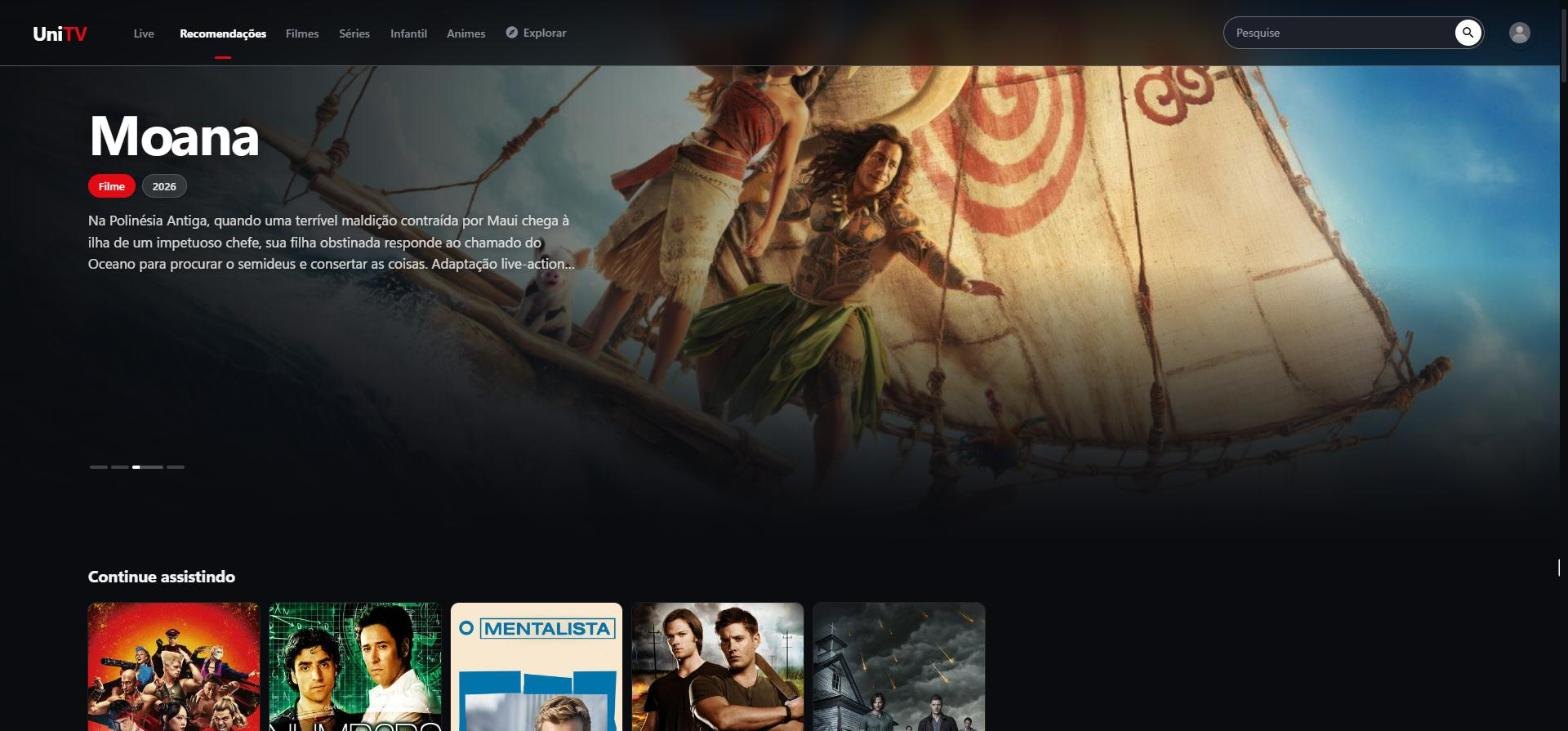 UniTV
Live
Recomendações
Filmes
Séries
Infantil
Animes
Explorar
Pesquise
Moana
Filme
2026
Na Polinésia Antiga, quando uma terrível maldição contraída por Maui chega à
ilha de um impetuoso chefe, sua filha obstinada responde ao chamado do
Oceano para procurar o semideus e consertar as coisas. Adaptação live-action...
Continue assistindo
O MENTALISTA